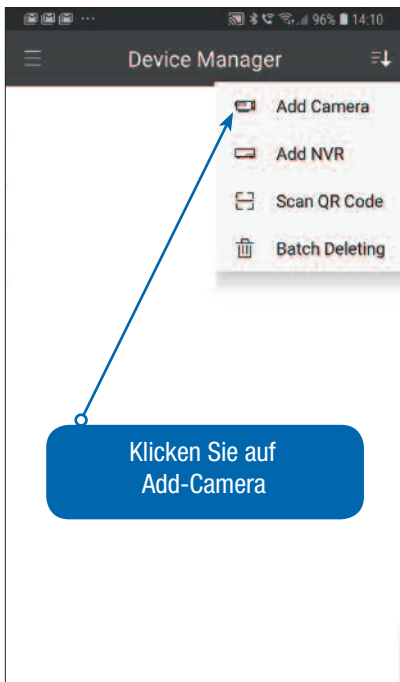 96% 14:10
Device Manager
Add Camera
Add NVR
Scan QR Code
Batch Deleting
Klicken Sie auf
Add-Camera